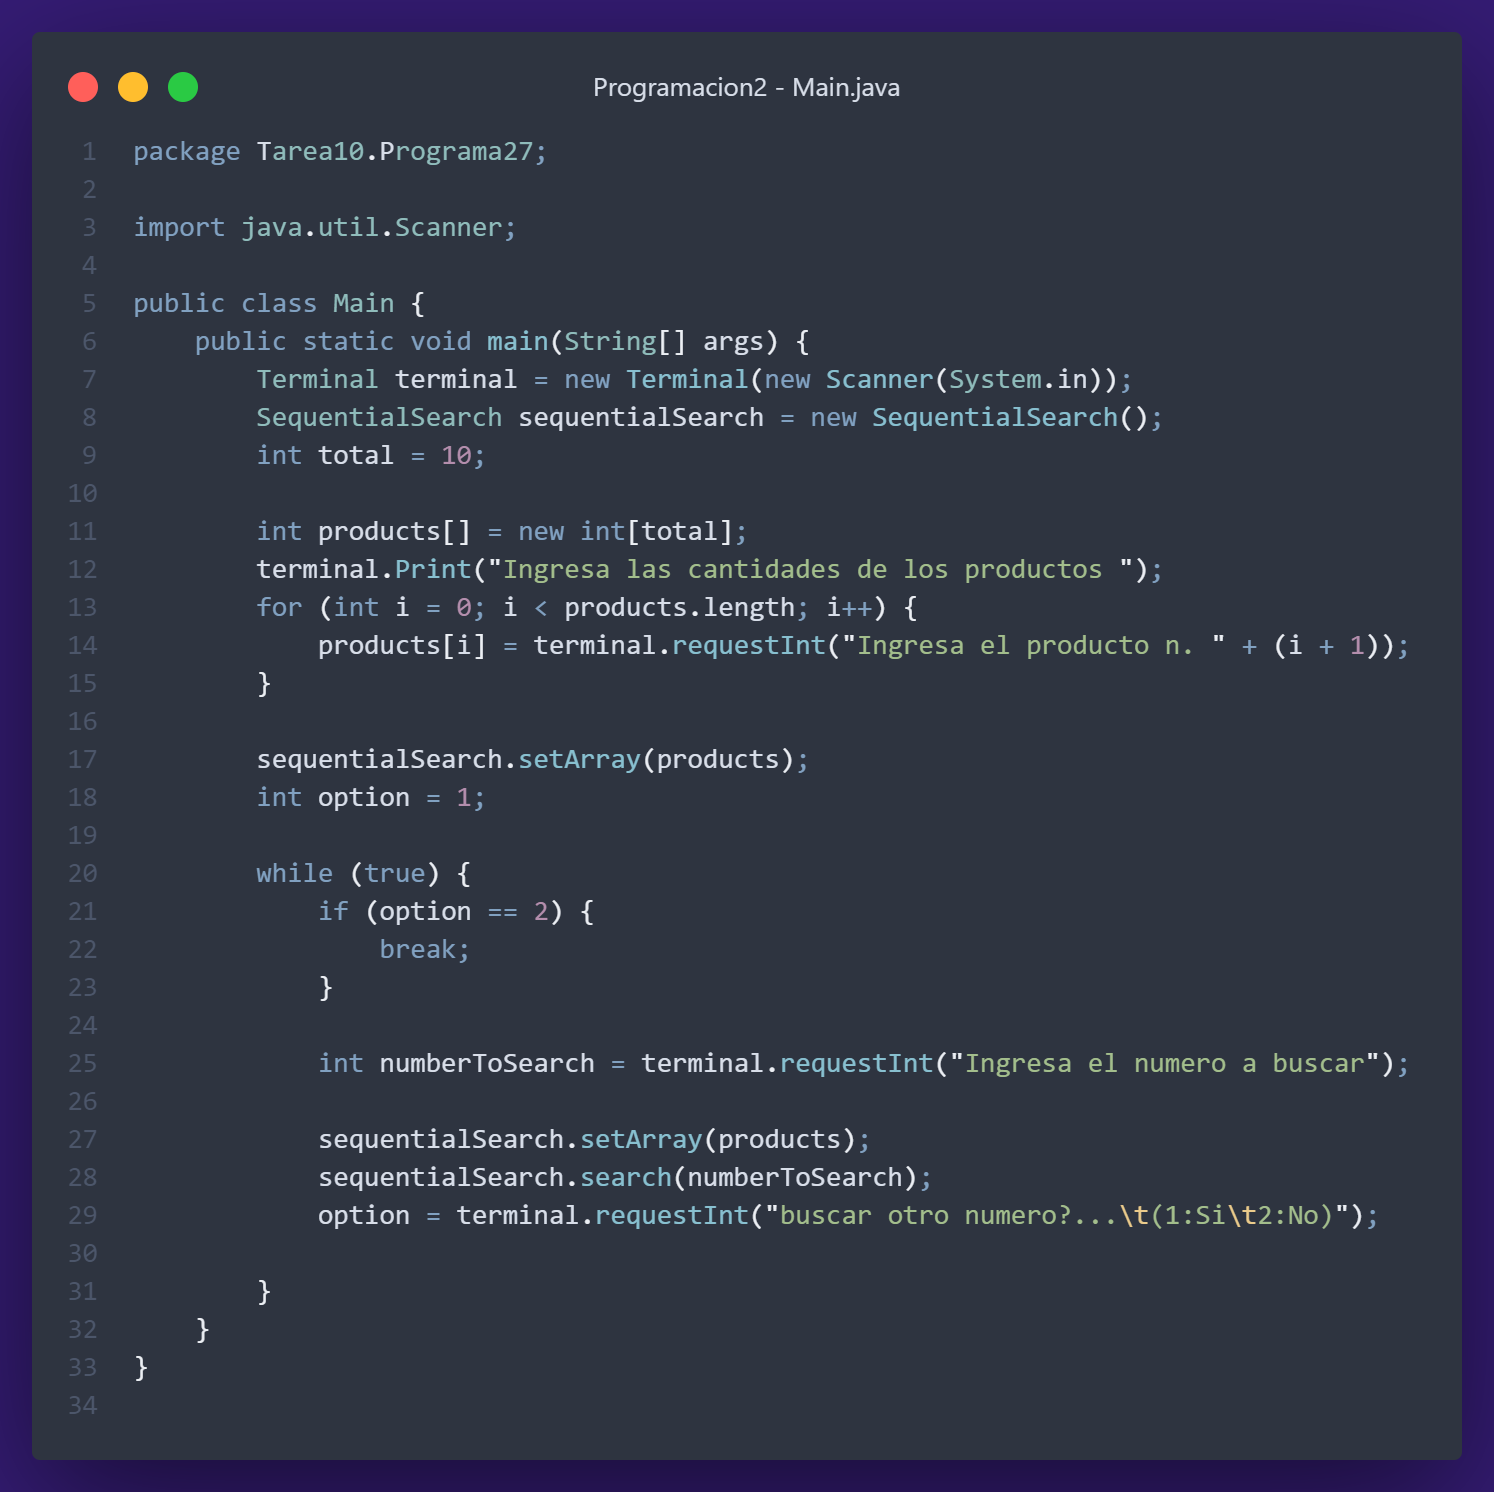 Programacion2 - Main.java
1 package Tarea10.Programa27;
2
3 import java.util.Scanner;
4
5 public class Main {
6     public static void main(String[] args) {
7         Terminal terminal = new Terminal(new Scanner(System.in));
8         SequentialSearch sequentialSearch = new SequentialSearch();
9         int total = 10;
10
11         int products[] = new int[total];
12         terminal.Print("Ingresa las cantidades de los productos ");
13         for (int i = 0; i < products.length; i++) {
14             products[i] = terminal.requestInt("Ingresa el producto n. " + (i + 1));
15         }
16
17         sequentialSearch.setArray(products);
18         int option = 1;
19
20         while (true) {
21             if (option == 2) {
22                 break;
23             }
24
25             int numberToSearch = terminal.requestInt("Ingresa el numero a buscar");
26
27             sequentialSearch.setArray(products);
28             sequentialSearch.search(numberToSearch);
29             option = terminal.requestInt("buscar otro numero?...\t(1:Si\t2:No)");
30
31         }
32     }
33 }
34